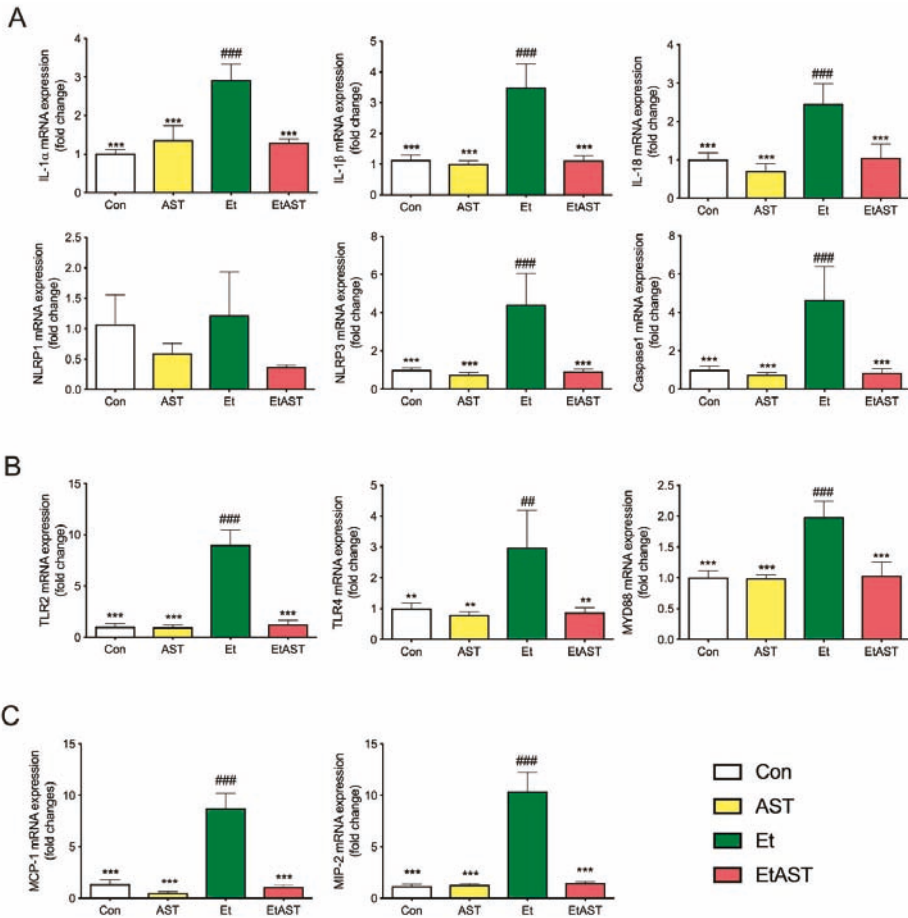 A
IL-1α mRNA expression
(fold change)
4
3
2
1
0
***
***
###
***
Con
AST
Et
EtAST
IL-1β mRNA expression
(fold change)
5
4
3
2
1
0
***
***
###
***
Con
AST
Et
EtAST
IL-18 mRNA expression
(fold change)
4
3
2
1
0
***
***
###
***
Con
AST
Et
EtAST
NLRP1 mRNA expression
(fold change)
2.5
2.0
1.5
1.0
0.5
0.0
Con
AST
Et
EtAST
NLRP3 mRNA expression
(fold change)
8
6
4
2
0
***
***
###
***
Con
AST
Et
EtAST
Caspase1 mRNA expression
(fold change)
8
6
4
2
0
***
***
###
***
Con
AST
Et
EtAST
B
TLR2 mRNA expression
(fold change)
15
10
5
0
***
***
###
***
Con
AST
Et
EtAST
TLR4 mRNA expression
(fold change)
5
4
3
2
1
0
**
**
##
**
Con
AST
Et
EtAST
MYD88 mRNA expression
(fold change)
2.5
2.0
1.5
1.0
0.5
0.0
***
***
###
***
Con
AST
Et
EtAST
C
MCP-1 mRNA expression
(fold changes)
15
10
5
0
***
***
###
***
Con
AST
Et
EtAST
MIP-2 mRNA expression
(fold change)
15
10
5
0
***
***
###
***
Con
AST
Et
EtAST
Con
AST
Et
EtAST